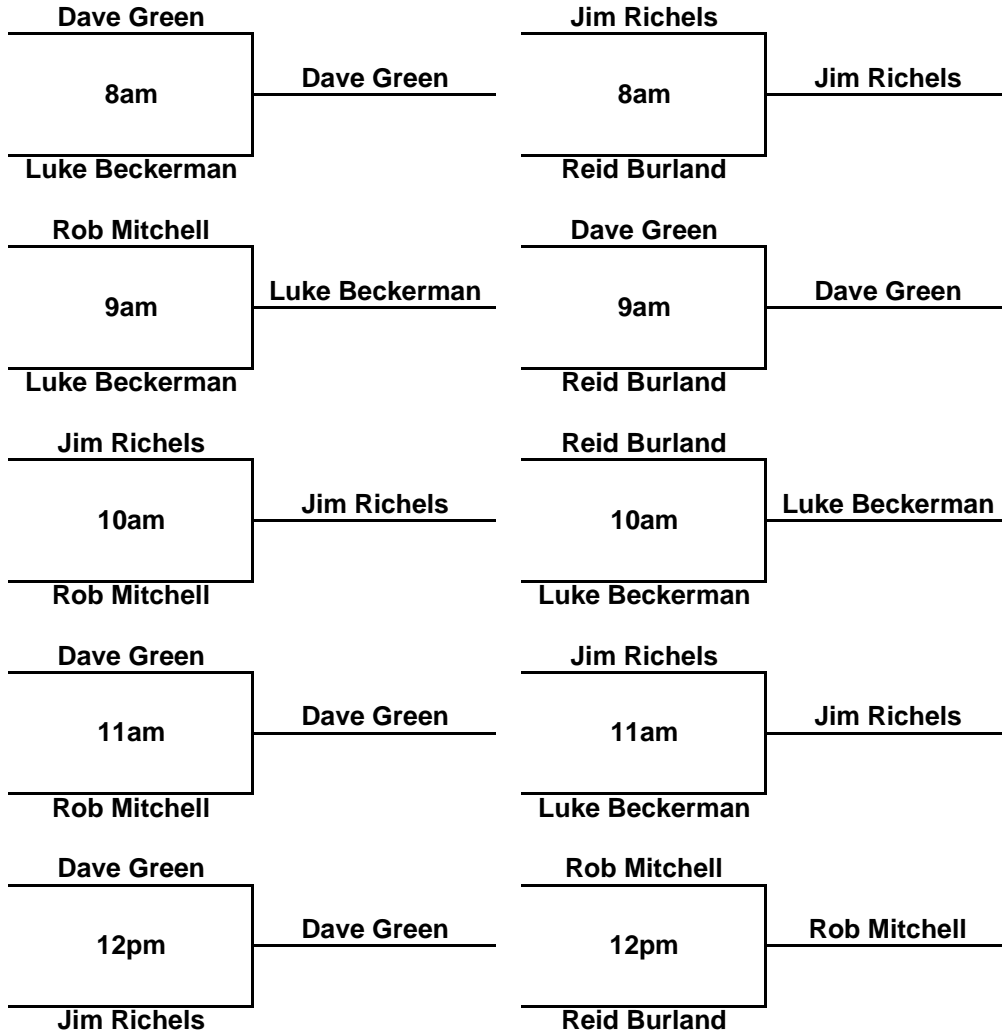 Dave Green
8am
Dave Green
Luke Beckerman
Jim Richels
8am
Jim Richels
Reid Burland
Rob Mitchell
9am
Luke Beckerman
Luke Beckerman
Dave Green
9am
Dave Green
Reid Burland
Jim Richels
10am
Jim Richels
Rob Mitchell
Reid Burland
10am
Luke Beckerman
Luke Beckerman
Dave Green
11am
Dave Green
Rob Mitchell
Jim Richels
11am
Jim Richels
Luke Beckerman
Dave Green
12pm
Dave Green
Jim Richels
Rob Mitchell
12pm
Rob Mitchell
Reid Burland